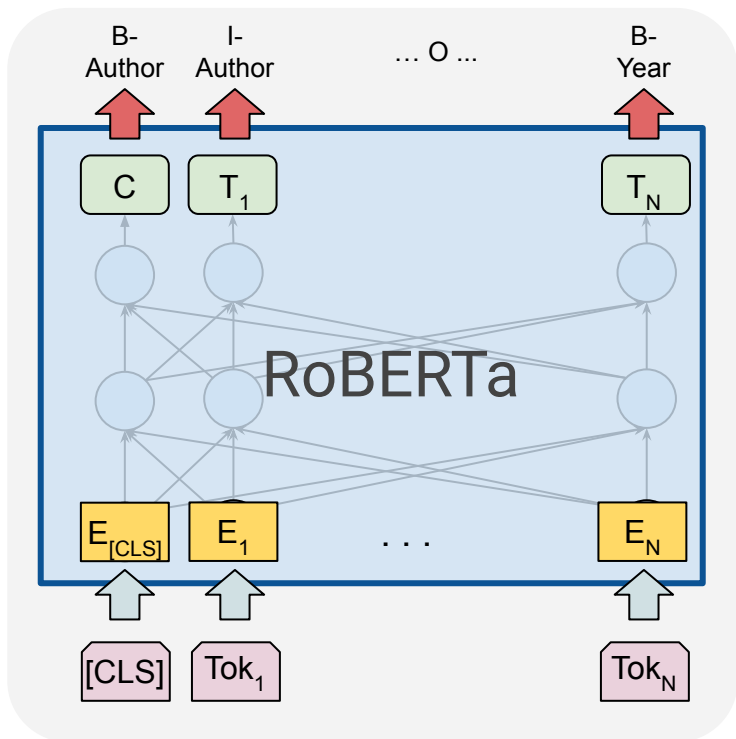 B- I- B-
Author Author … O ... Year
C T1 TN
RoBERTa
E[CLS] E1 . . . EN
[CLS] Tok1 TokN